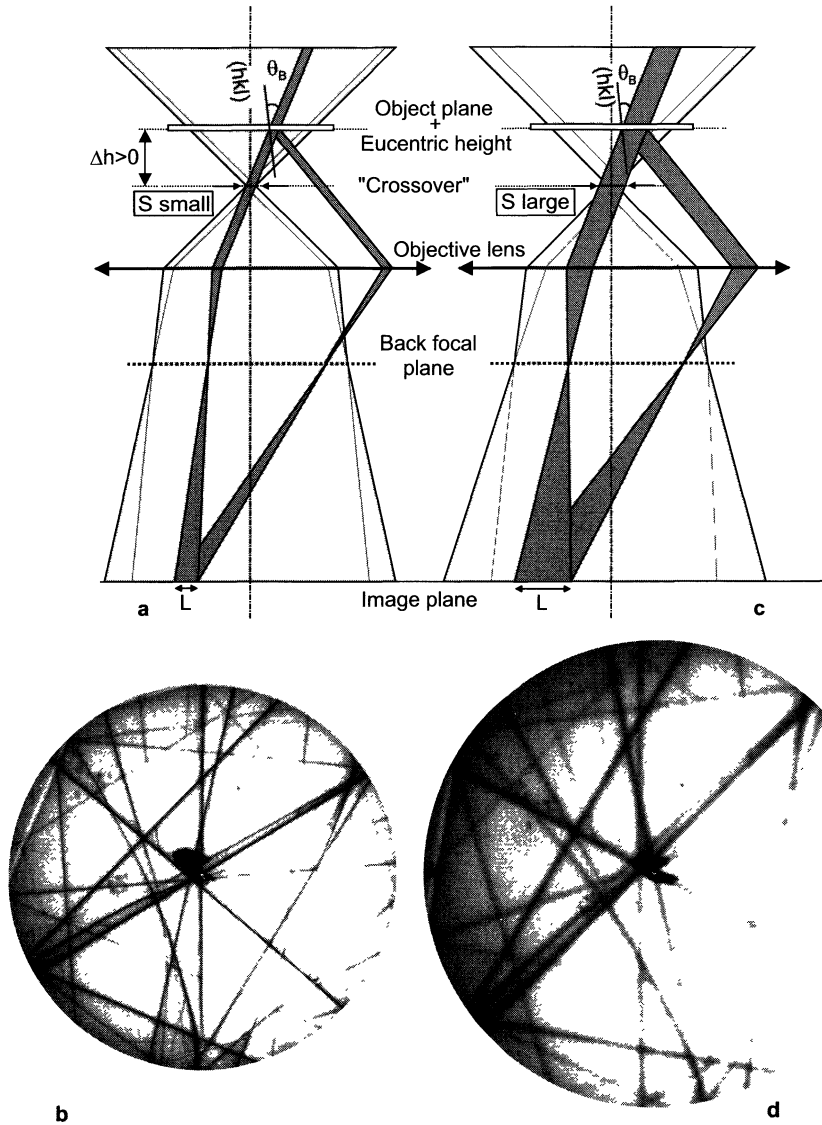 θB
(hkl)
Object plane
+
Eucentric height
Δh>0
"Crossover"
S small
Objective lens
Back focal
plane
L
a
Image plane
θB
(hkl)
S large
L
c
b
d